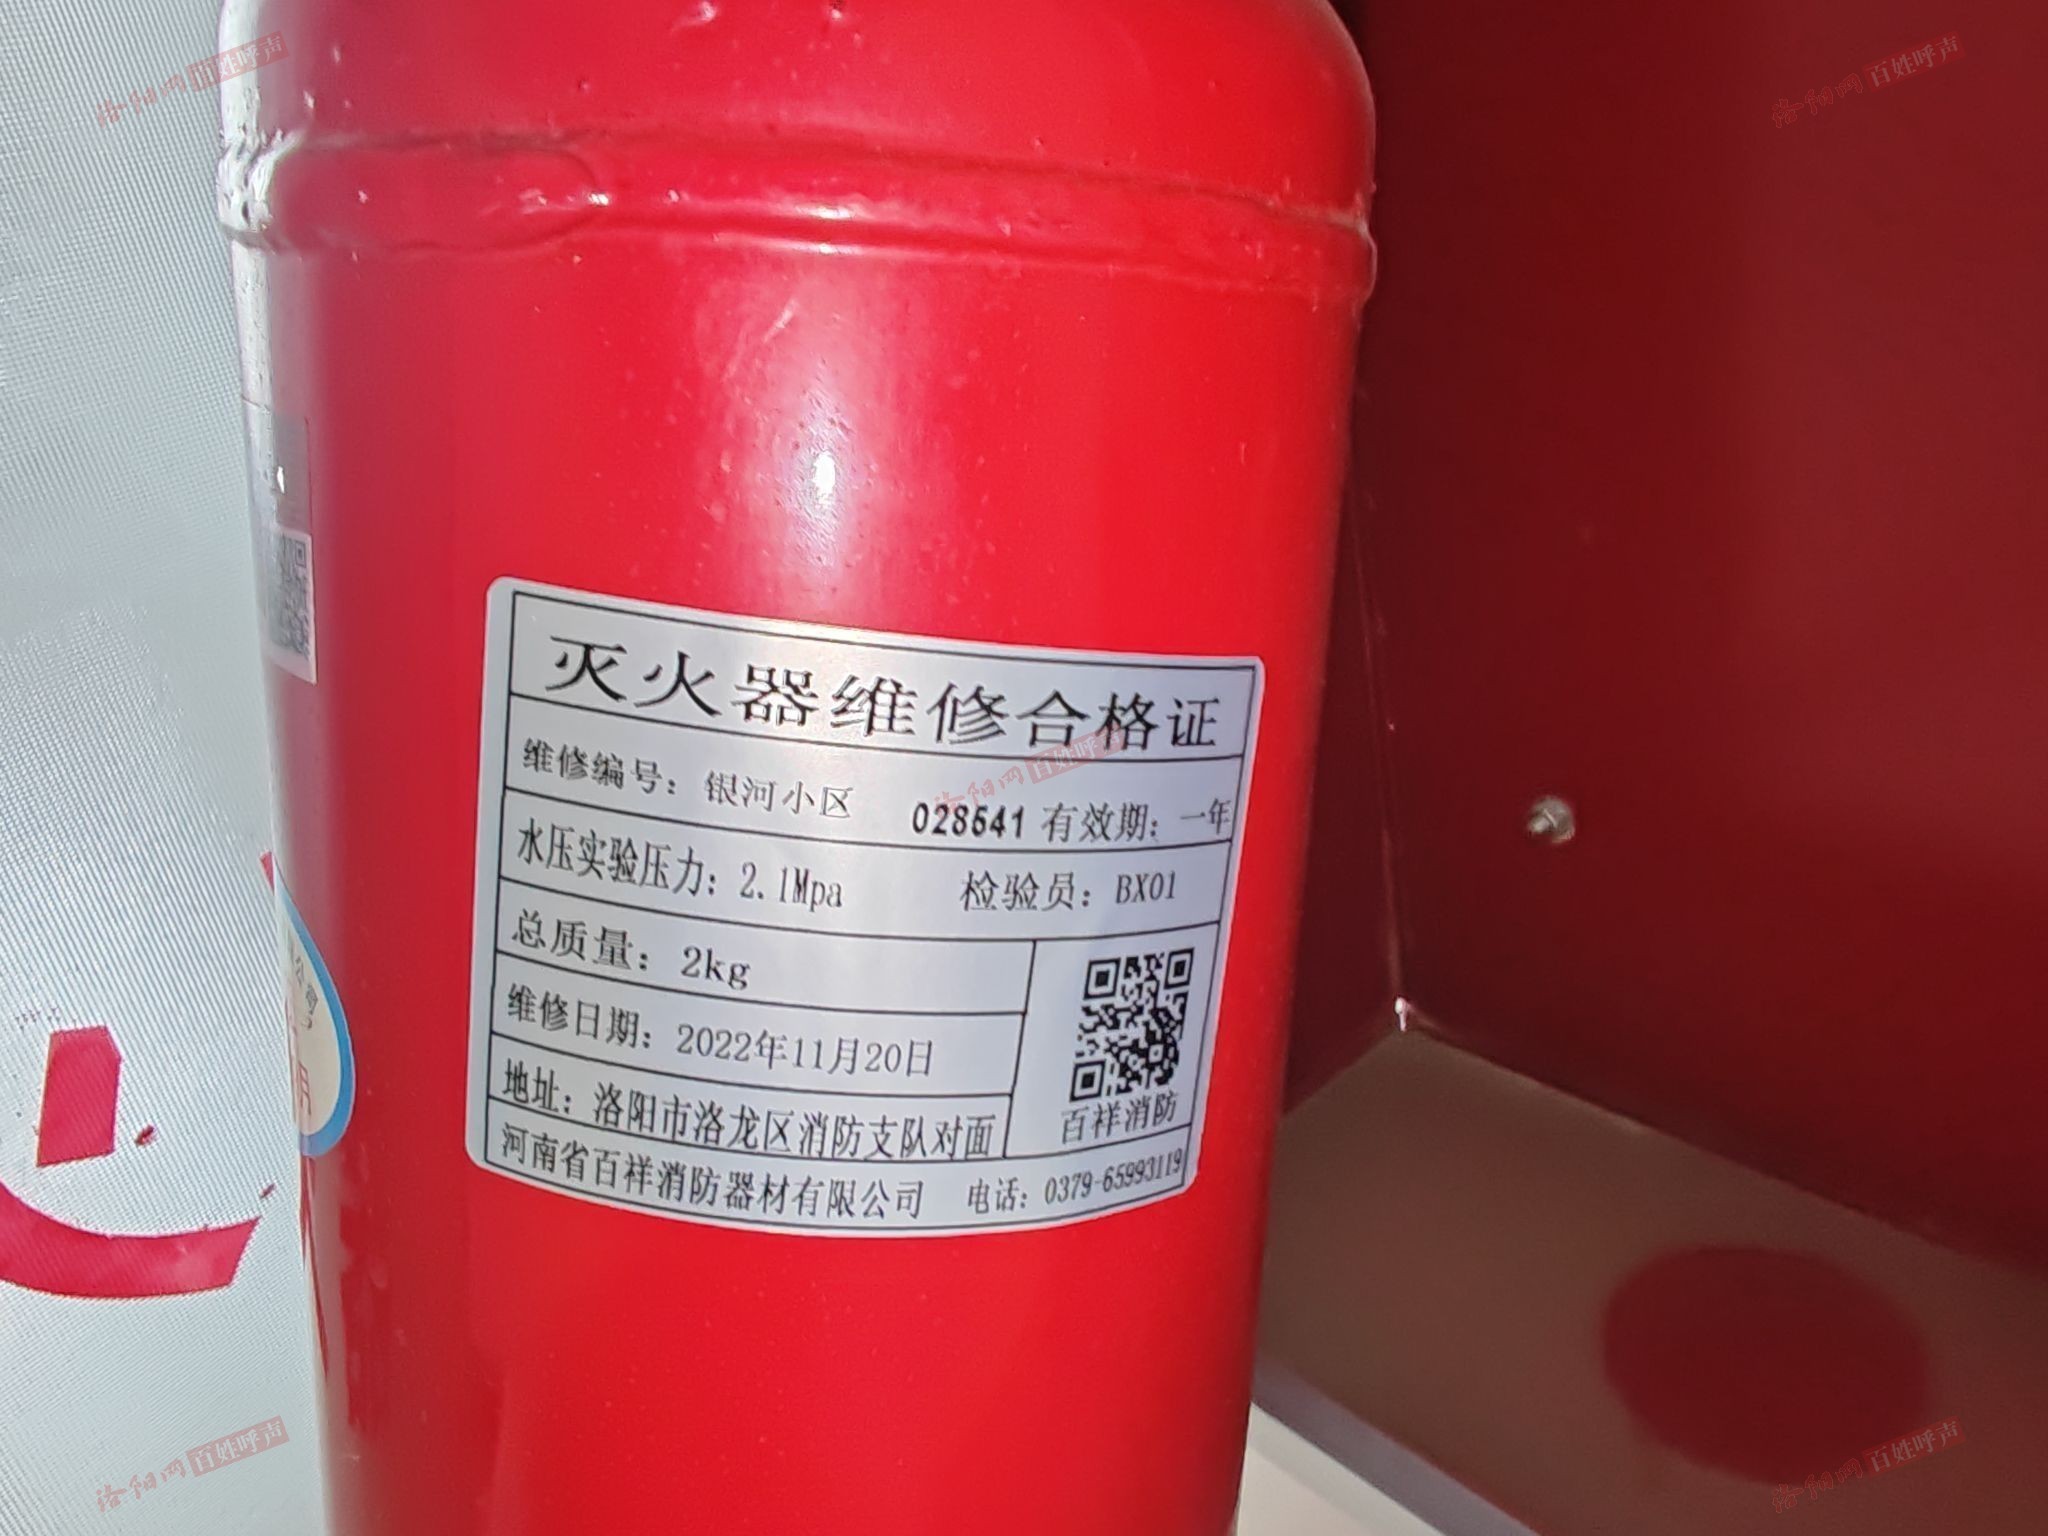 洛阳网 百姓呼声
洛阳网 百姓呼声
灭火器维修合格证
维修编号：银河小区 028541 有效期：一年
洛阳网 百姓呼声
水压实验压力：2.1Mpa 检验员：BX01
总质量：2kg
维修日期：2022年11月20日
百祥消防
地址：洛阳市洛龙区消防支队对面
河南省百祥消防器材有限公司 电话：0379-65993119
月
洛阳网 百姓呼声
洛阳网 百姓呼声